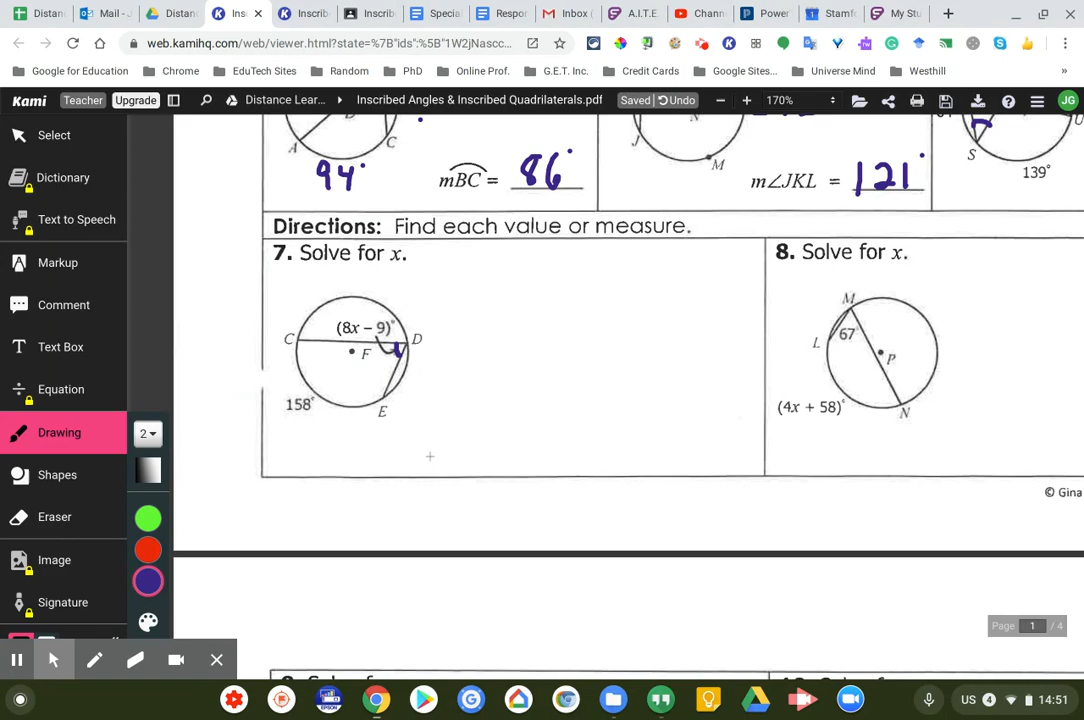 Distan
Mail - J
Distanc
Insc
Inscrib
Inscrib
Special
Respor
Inbox (
A.I.T.E.
Chann
Power
Stamf
My Stu
web.kamihq.com/web/viewer.html?state=%7B"ids":%5B"1W2jNascc...
Google for Education
Chrome
EduTech Sites
Random
PhD
Online Prof.
G.E.T. Inc.
Credit Cards
Google Sites...
Universe Mind
Westhill
»
Kami
Teacher
Upgrade
Distance Lear...
Inscribed Angles & Inscribed Quadrilaterals.pdf
Saved
Undo
170%
JG
Select
Dictionary
Text to Speech
Markup
Comment
Text Box
Equation
Drawing
Shapes
Eraser
Image
Signature
2
A
C
94°
mBC = 86°
J
N
M
m∠JKL = 121°
S
139°
Directions: Find each value or measure.
7. Solve for x.
(8x − 9)°
C
D
F
E
158°
8. Solve for x.
M
67°
L
P
N
(4x + 58)°
© Gina
Page 1 / 4
US
4
14:51